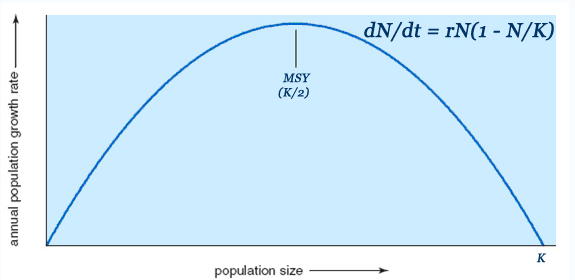 dN/dt = rN(1 - N/K)
MSY
(K/2)
annual population growth rate
K
population size